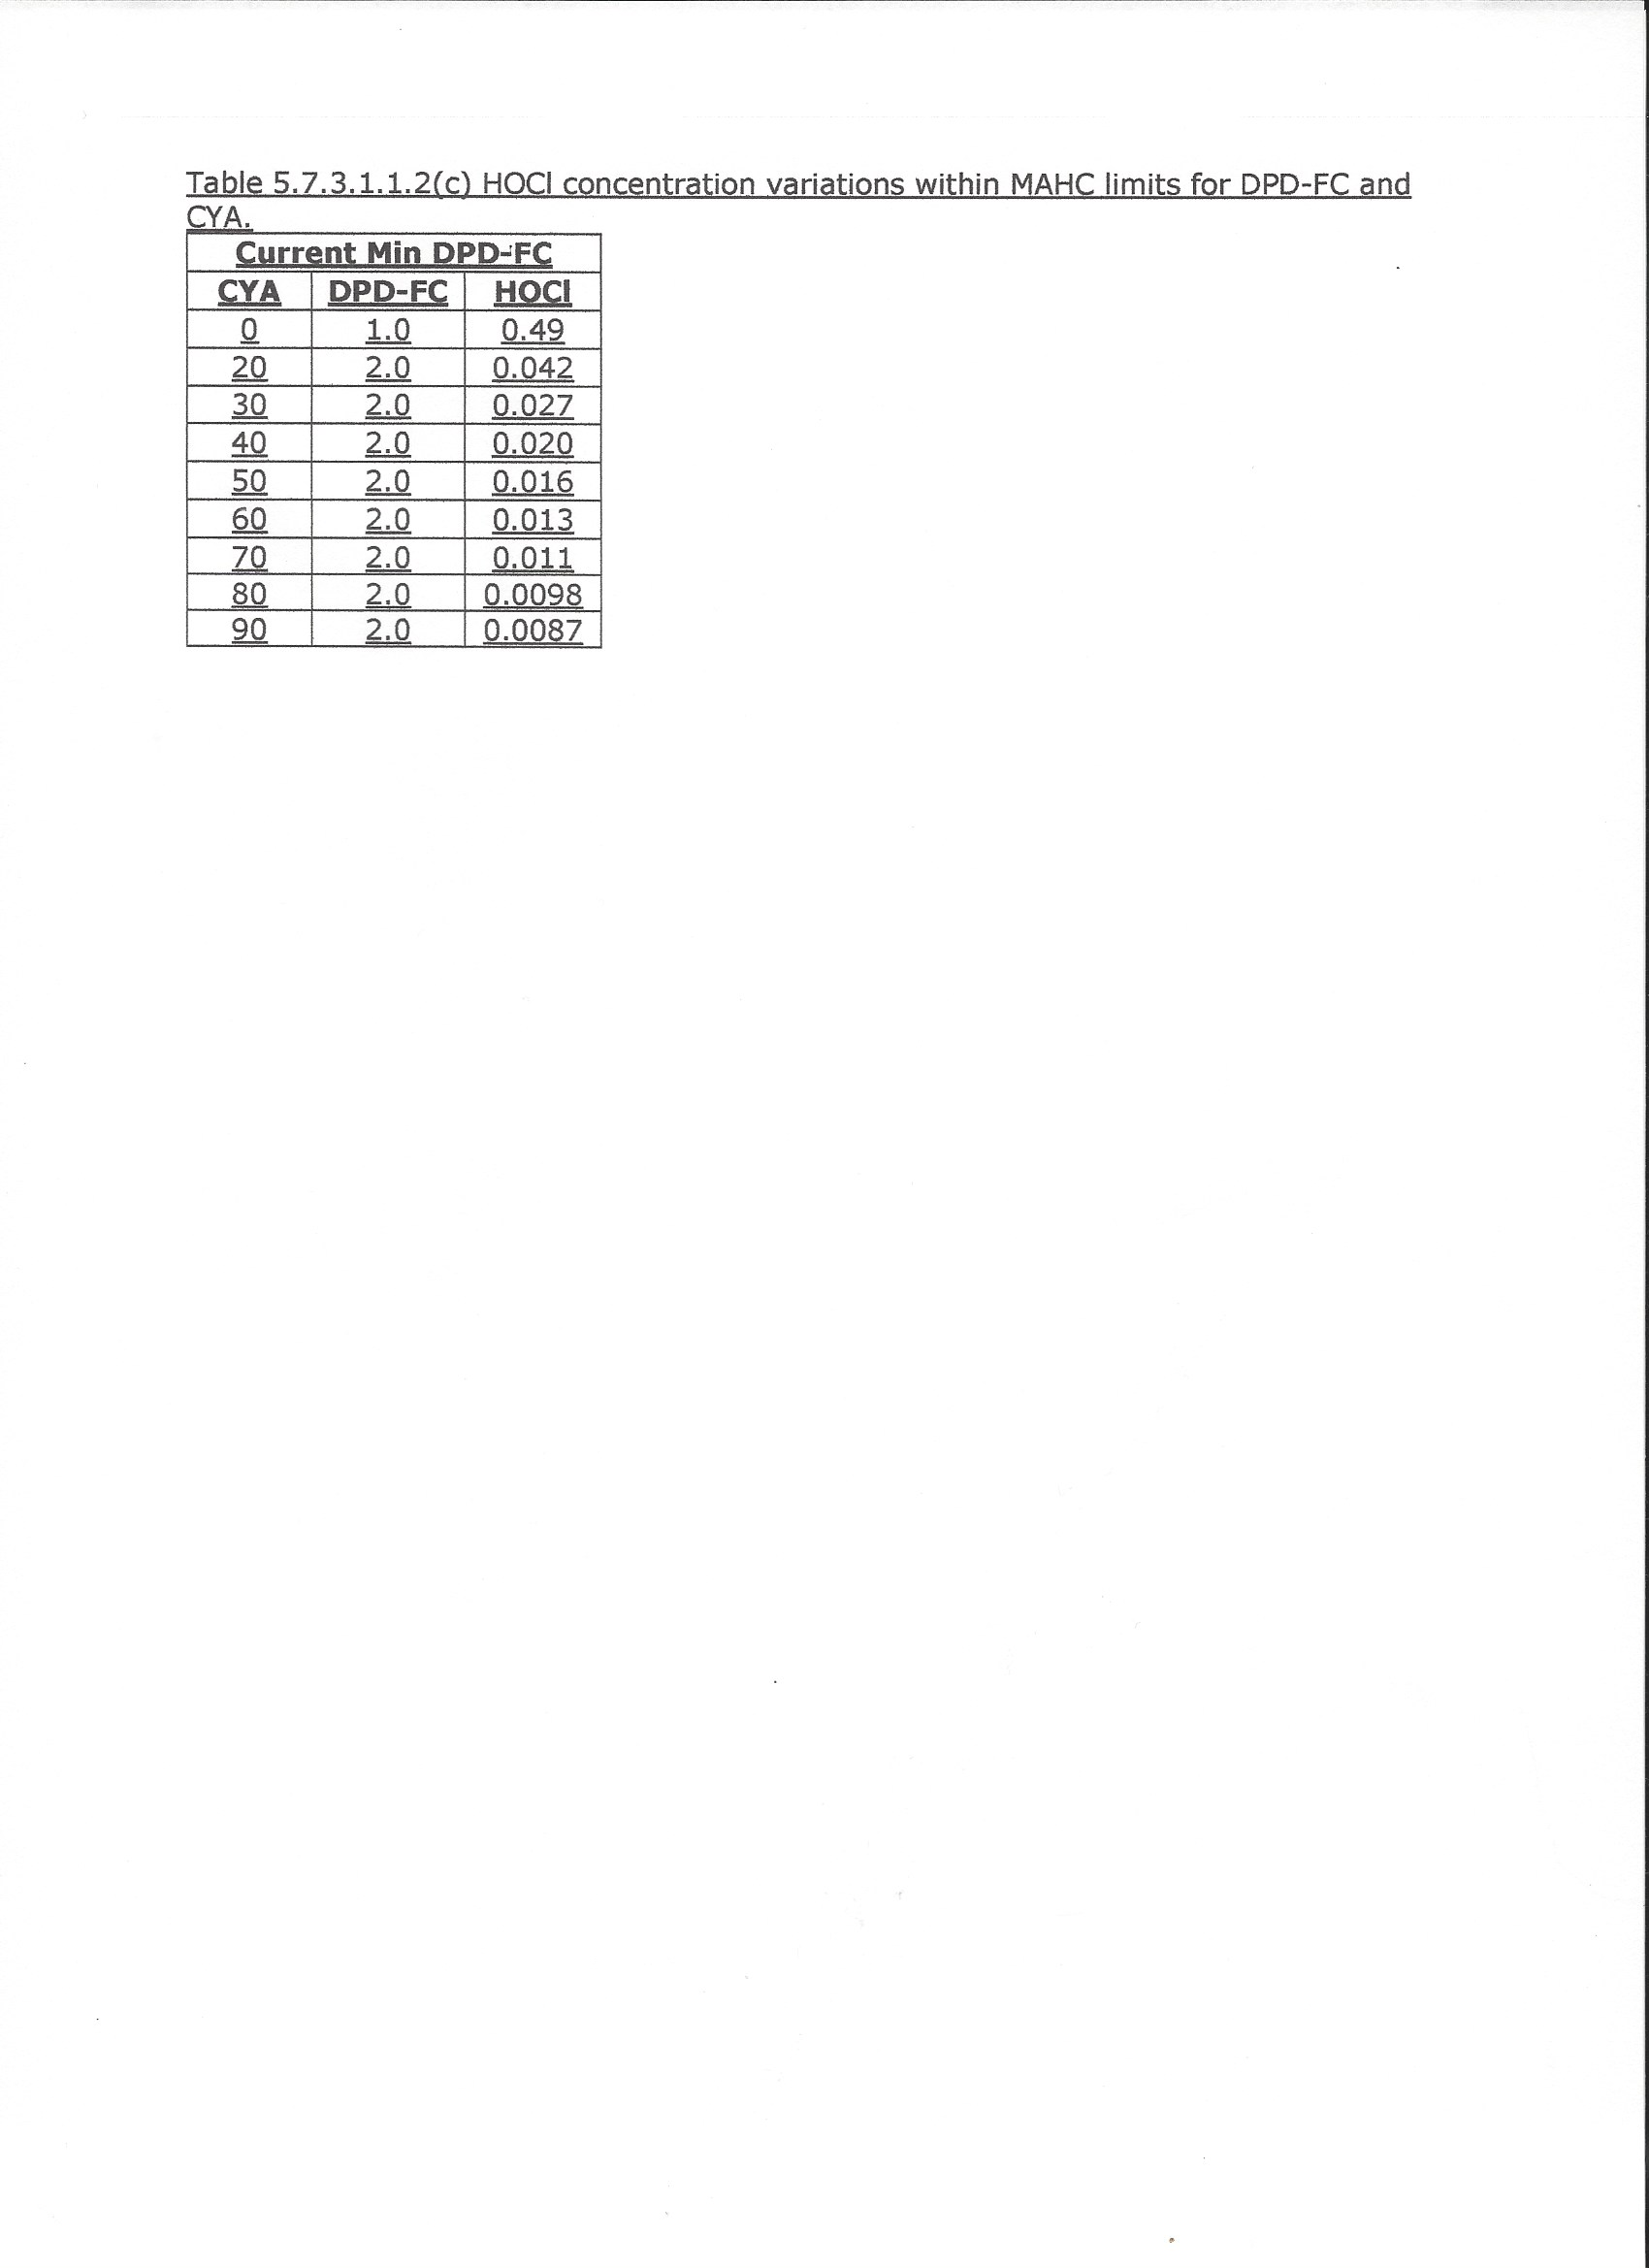 Table 5.7.3.1.1.2(c) HOCl concentration variations within MAHC limits for DPD-FC and
CYA.
Current Min DPD-FC
CYA DPD-FC HOCl
0 1.0 0.49
20 2.0 0.042
30 2.0 0.027
40 2.0 0.020
50 2.0 0.016
60 2.0 0.013
70 2.0 0.011
80 2.0 0.0098
90 2.0 0.0087